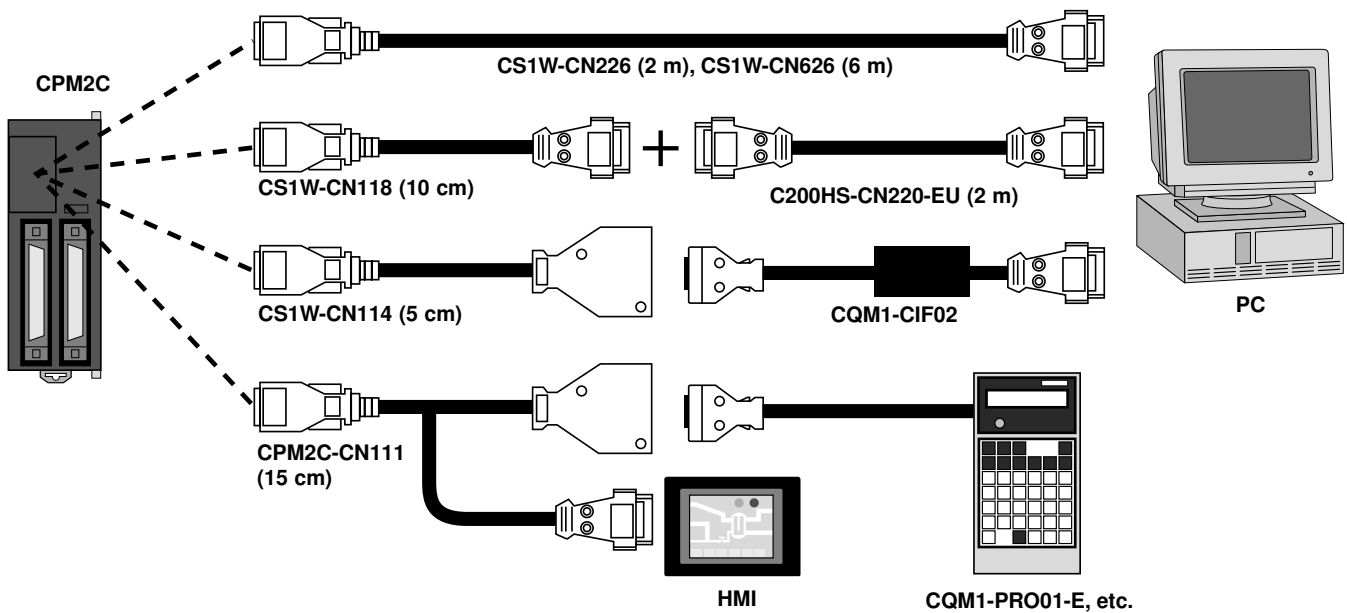 CS1W-CN226 (2 m), CS1W-CN626 (6 m)
CPM2C
CS1W-CN118 (10 cm)
C200HS-CN220-EU (2 m)
CS1W-CN114 (5 cm)
CQM1-CIF02
PC
CPM2C-CN111
(15 cm)
HMI
CQM1-PRO01-E, etc.